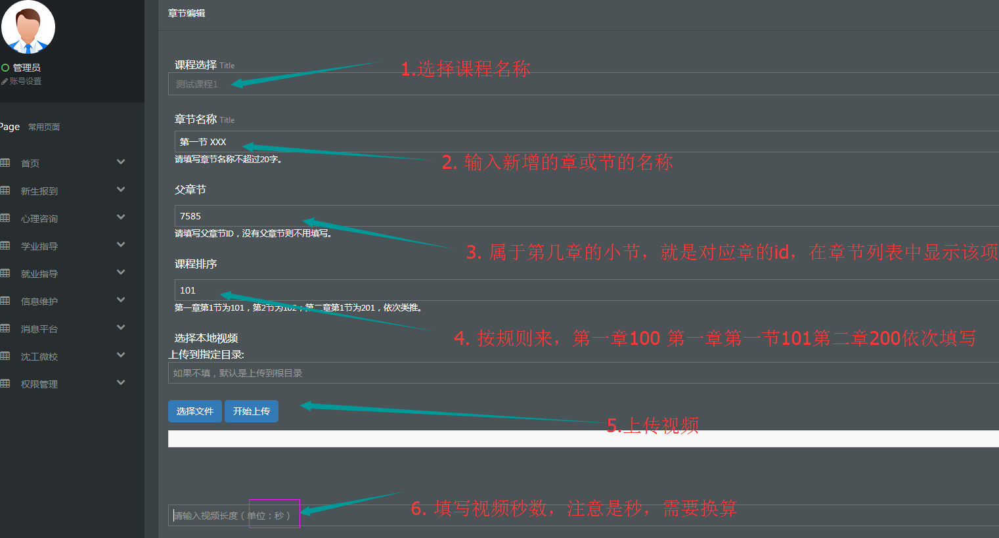 章节编辑
管理员
账号设置
Page 常用页面
首页
新生报到
心理咨询
学业指导
就业指导
信息维护
消息平台
沈工微校
权限管理
课程选择 Title
1.选择课程名称
测试课程1
章节名称 Title
第一节 XXX
请填写章节名称不超过20字。
2. 输入新增的章或节的名称
父章节
7585
请填写父章节ID，没有父章节则不用填写。
3. 属于第几章的小节，就是对应章的id，在章节列表中显示该项
课程排序
101
第一章第1节为101，第2节为102；第二章第1节为201，依次类推。
4. 按规则来，第一章100 第一章第一节101第二章200依次填写
选择本地视频
上传到指定目录:
如果不填，默认是上传到根目录
选择文件 开始上传
5.上传视频
请输入视频长度（单位：秒）
6. 填写视频秒数，注意是秒，需要换算